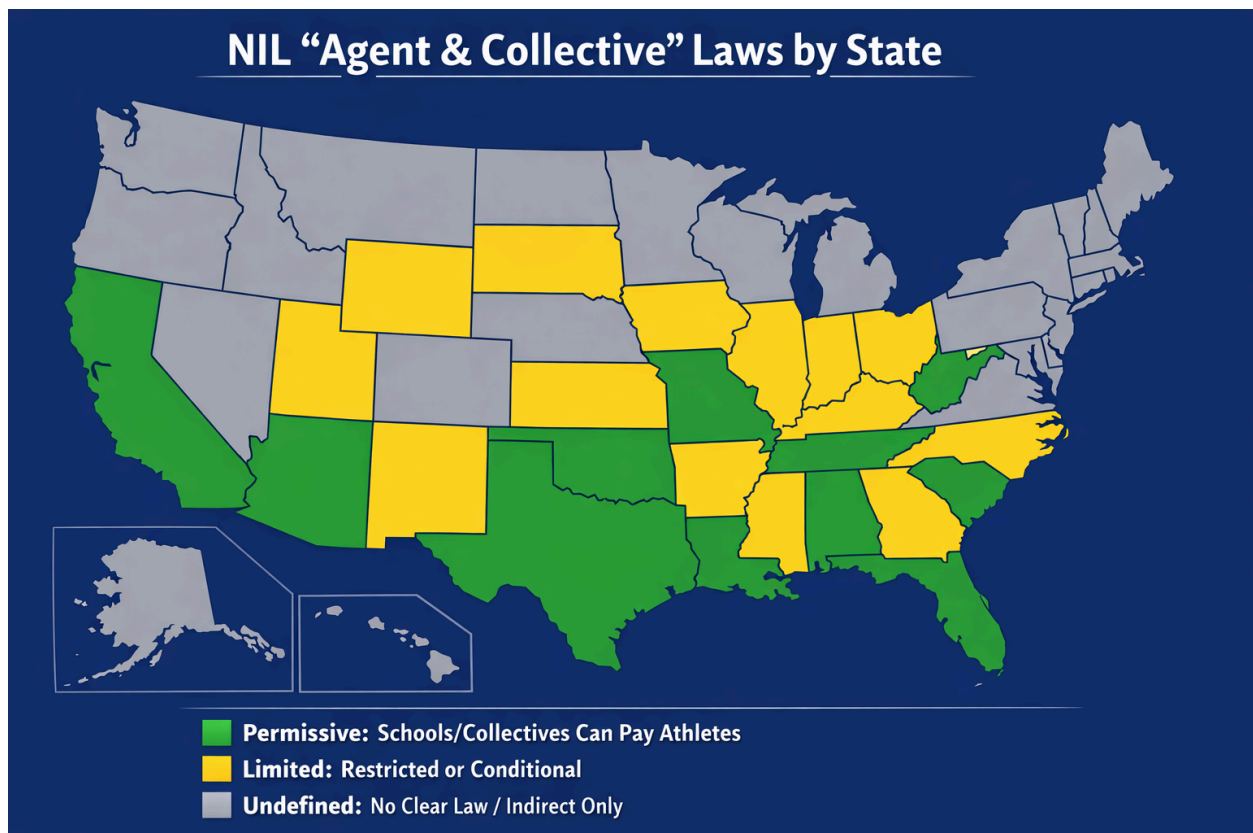 NIL “Agent & Collective” Laws by State
Permissive: Schools/Collectives Can Pay Athletes
Limited: Restricted or Conditional
Undefined: No Clear Law / Indirect Only